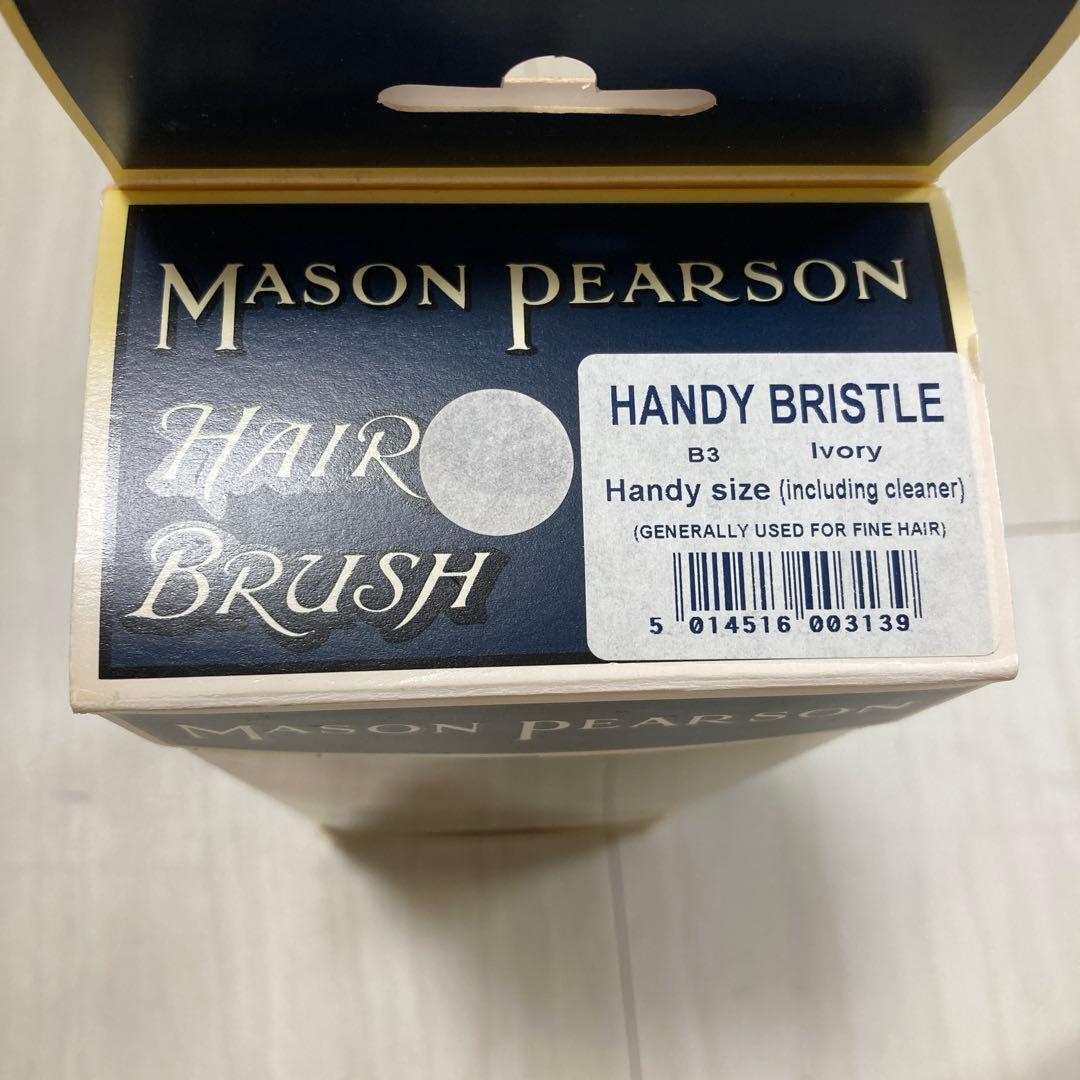 MASON PEARSON
HAIR
BRUSH
HANDY BRISTLE
B3 Ivory
Handy size (including cleaner)
(GENERALLY USED FOR FINE HAIR)
5 014516 003139
MASON PEARSON